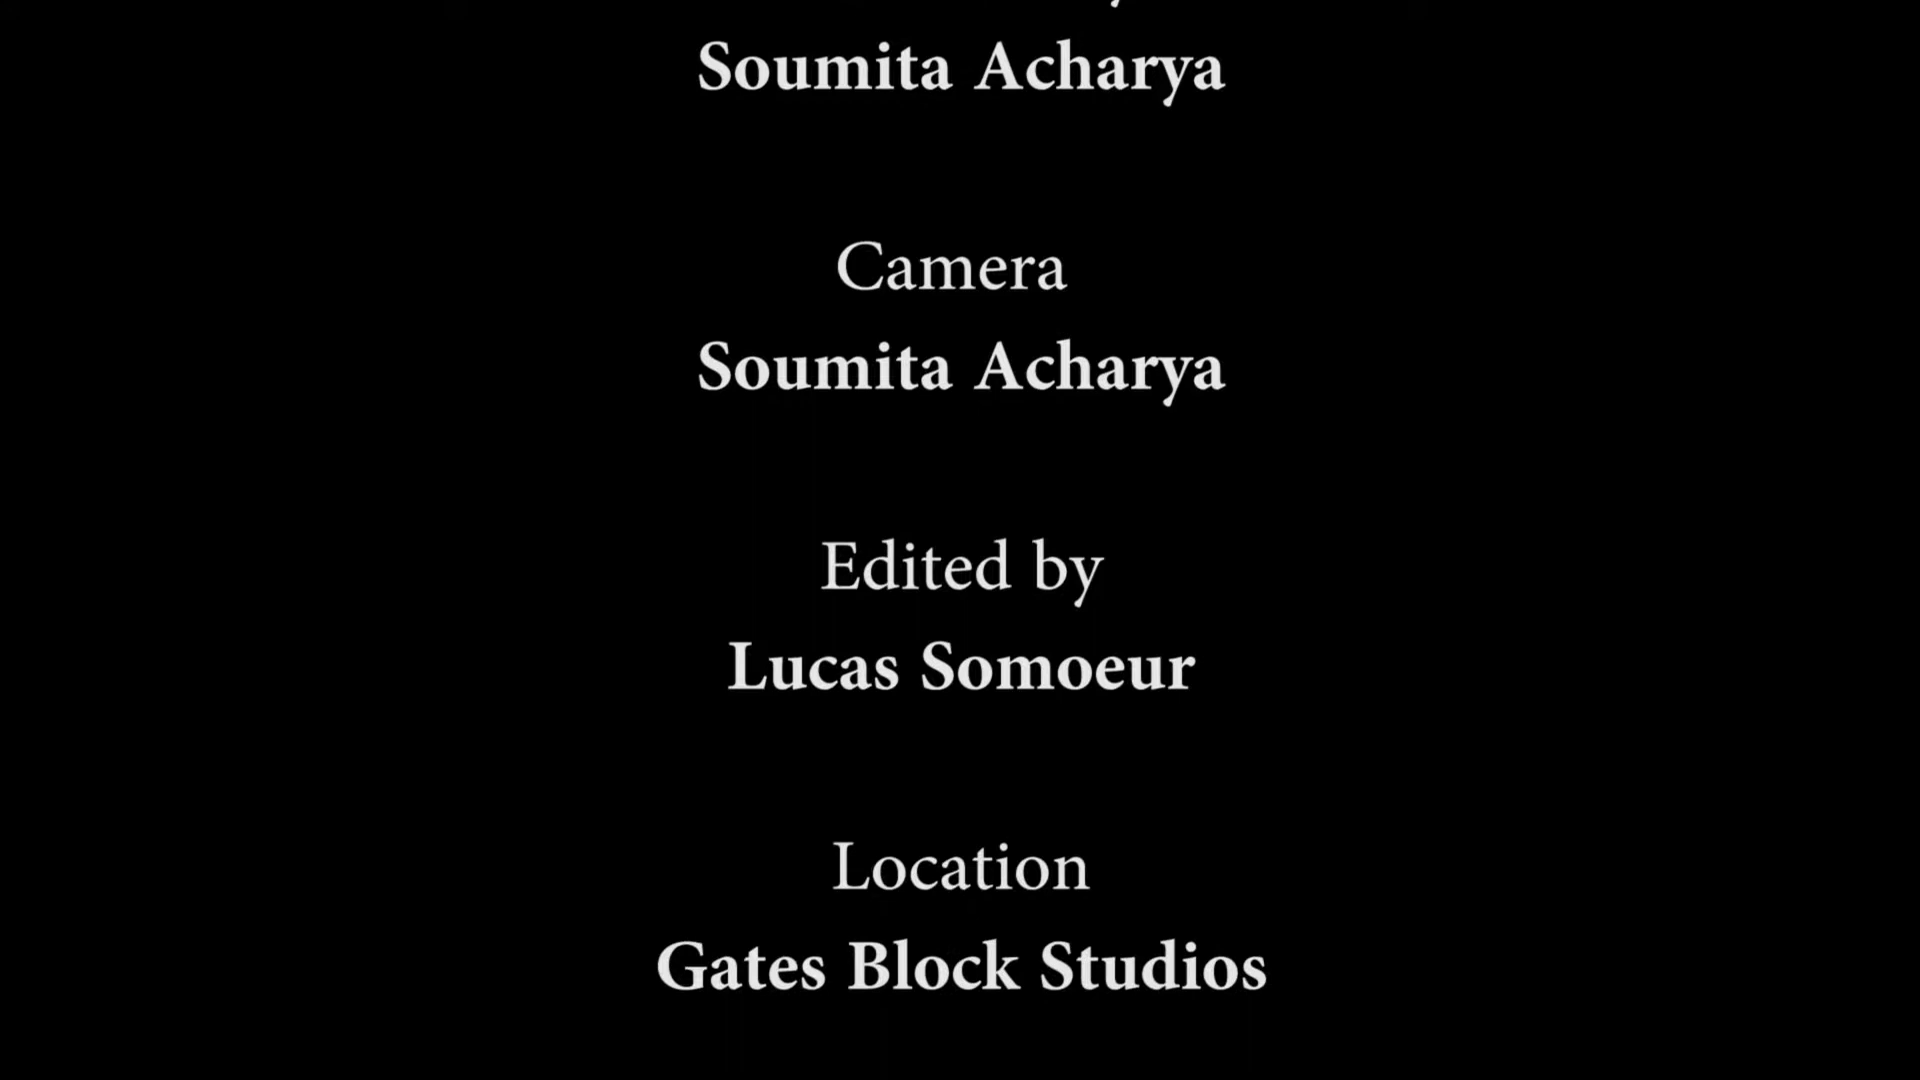 Soumita Acharya
Camera
Soumita Acharya
Edited by
Lucas Somoeur
Location
Gates Block Studios